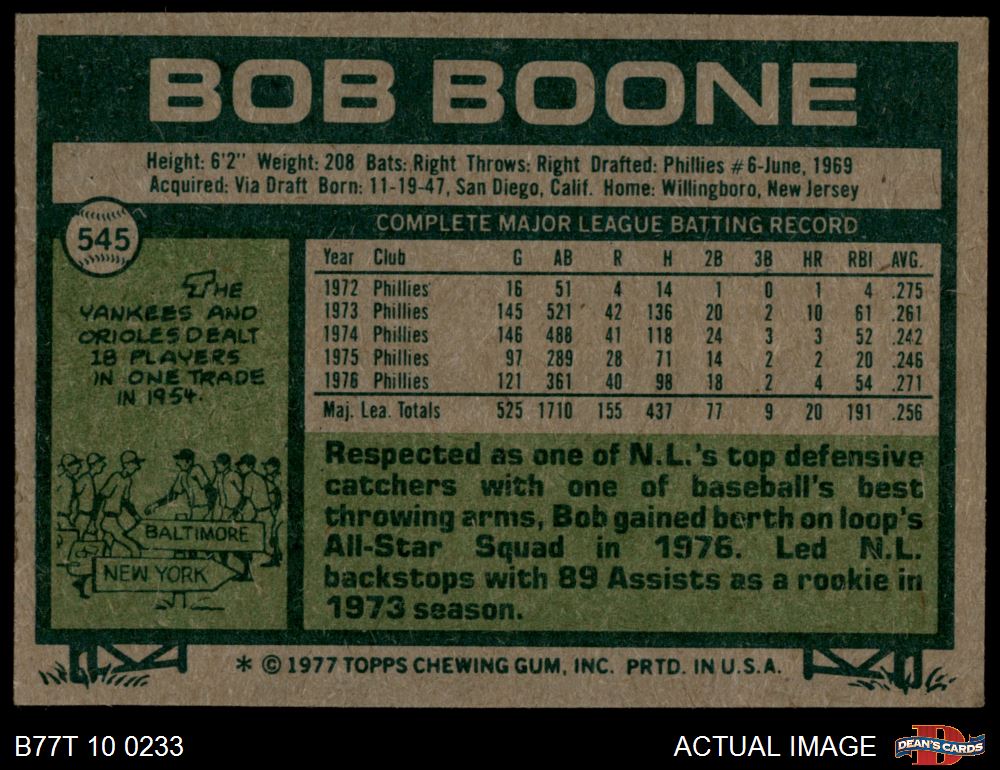 BOB BOONE
Height: 6'2" Weight: 208 Bats: Right Throws: Right Drafted: Phillies #6-June, 1969
Acquired: Via Draft Born: 11-19-47, San Diego, Calif. Home: Willingboro, New Jersey
545
COMPLETE MAJOR LEAGUE BATTING RECORD
Year Club G AB R H 2B 3B HR RBI AVG.
1972 Phillies 16 51 4 14 1 0 1 4 .275
1973 Phillies 145 521 42 136 20 2 10 61 .261
1974 Phillies 146 488 41 118 24 3 3 52 .242
1975 Phillies 97 289 28 71 14 2 2 20 .246
1976 Phillies 121 361 40 98 18 2 4 54 .271
Maj. Lea. Totals 525 1710 155 437 77 9 20 191 .256
THE
YANKEES AND
ORIOLES DEALT
18 PLAYERS
IN ONE TRADE
IN 1954.
BALTIMORE
NEW YORK
Respected as one of N.L.'s top defensive
catchers with one of baseball's best
throwing arms, Bob gained berth on loop's
All-Star Squad in 1976. Led N.L.
backstops with 89 Assists as a rookie in
1973 season.
* © 1977 TOPPS CHEWING GUM, INC. PRTD. IN U.S.A.
B77T 10 0233
ACTUAL IMAGE
D
DEAN'S CARDS